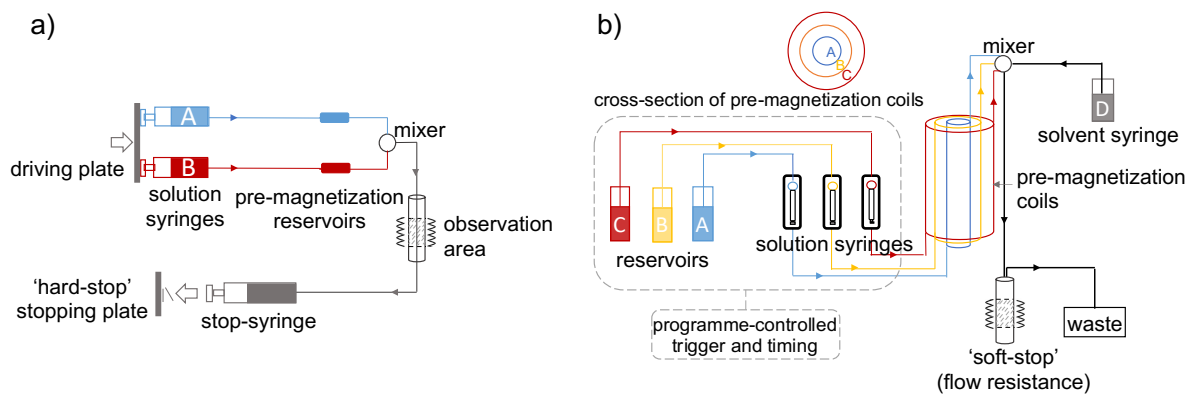 a)
A
B
driving plate
solution
syringes
pre-magnetization
reservoirs
mixer
observation
area
'hard-stop'
stopping plate
stop-syringe
b)
A
B
C
cross-section of pre-magnetization coils
mixer
D
solvent syringe
pre-magnetization
coils
C
B
A
reservoirs
solution syringes
programme-controlled
trigger and timing
waste
'soft-stop'
(flow resistance)